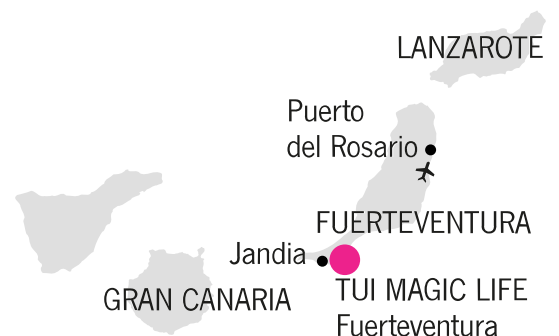 LANZAROTE
Puerto
del Rosario
FUERTEVENTURA
Jandia
GRAN CANARIA
TUI MAGIC LIFE
Fuerteventura